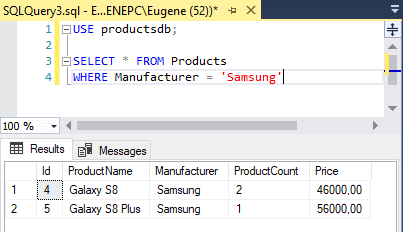 SQLQuery3.sql - E...ENEPC\Eugene (52))*
1 USE productsdb;
2
3 SELECT * FROM Products
4 WHERE Manufacturer = 'Samsung'
100 %
Results Messages
Id ProductName Manufacturer ProductCount Price
1 4 Galaxy S8 Samsung 2 46000,00
2 5 Galaxy S8 Plus Samsung 1 56000,00